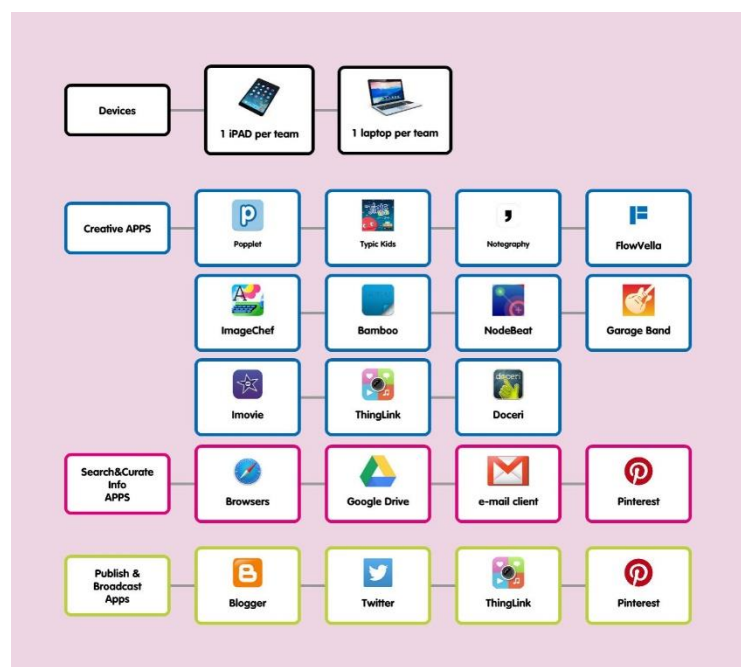 Devices
1 iPAD per team
1 laptop per team
Creative APPS
Popplet
Typic Kids
Notegraphy
FlowVella
ImageChef
Bamboo
NodeBeat
Garage Band
Imovie
ThingLink
doceri
Doceri
Search&Curate
Info
APPS
Browsers
Google Drive
e-mail client
Pinterest
Publish &
Broadcast
Apps
Blogger
Twitter
ThingLink
Pinterest